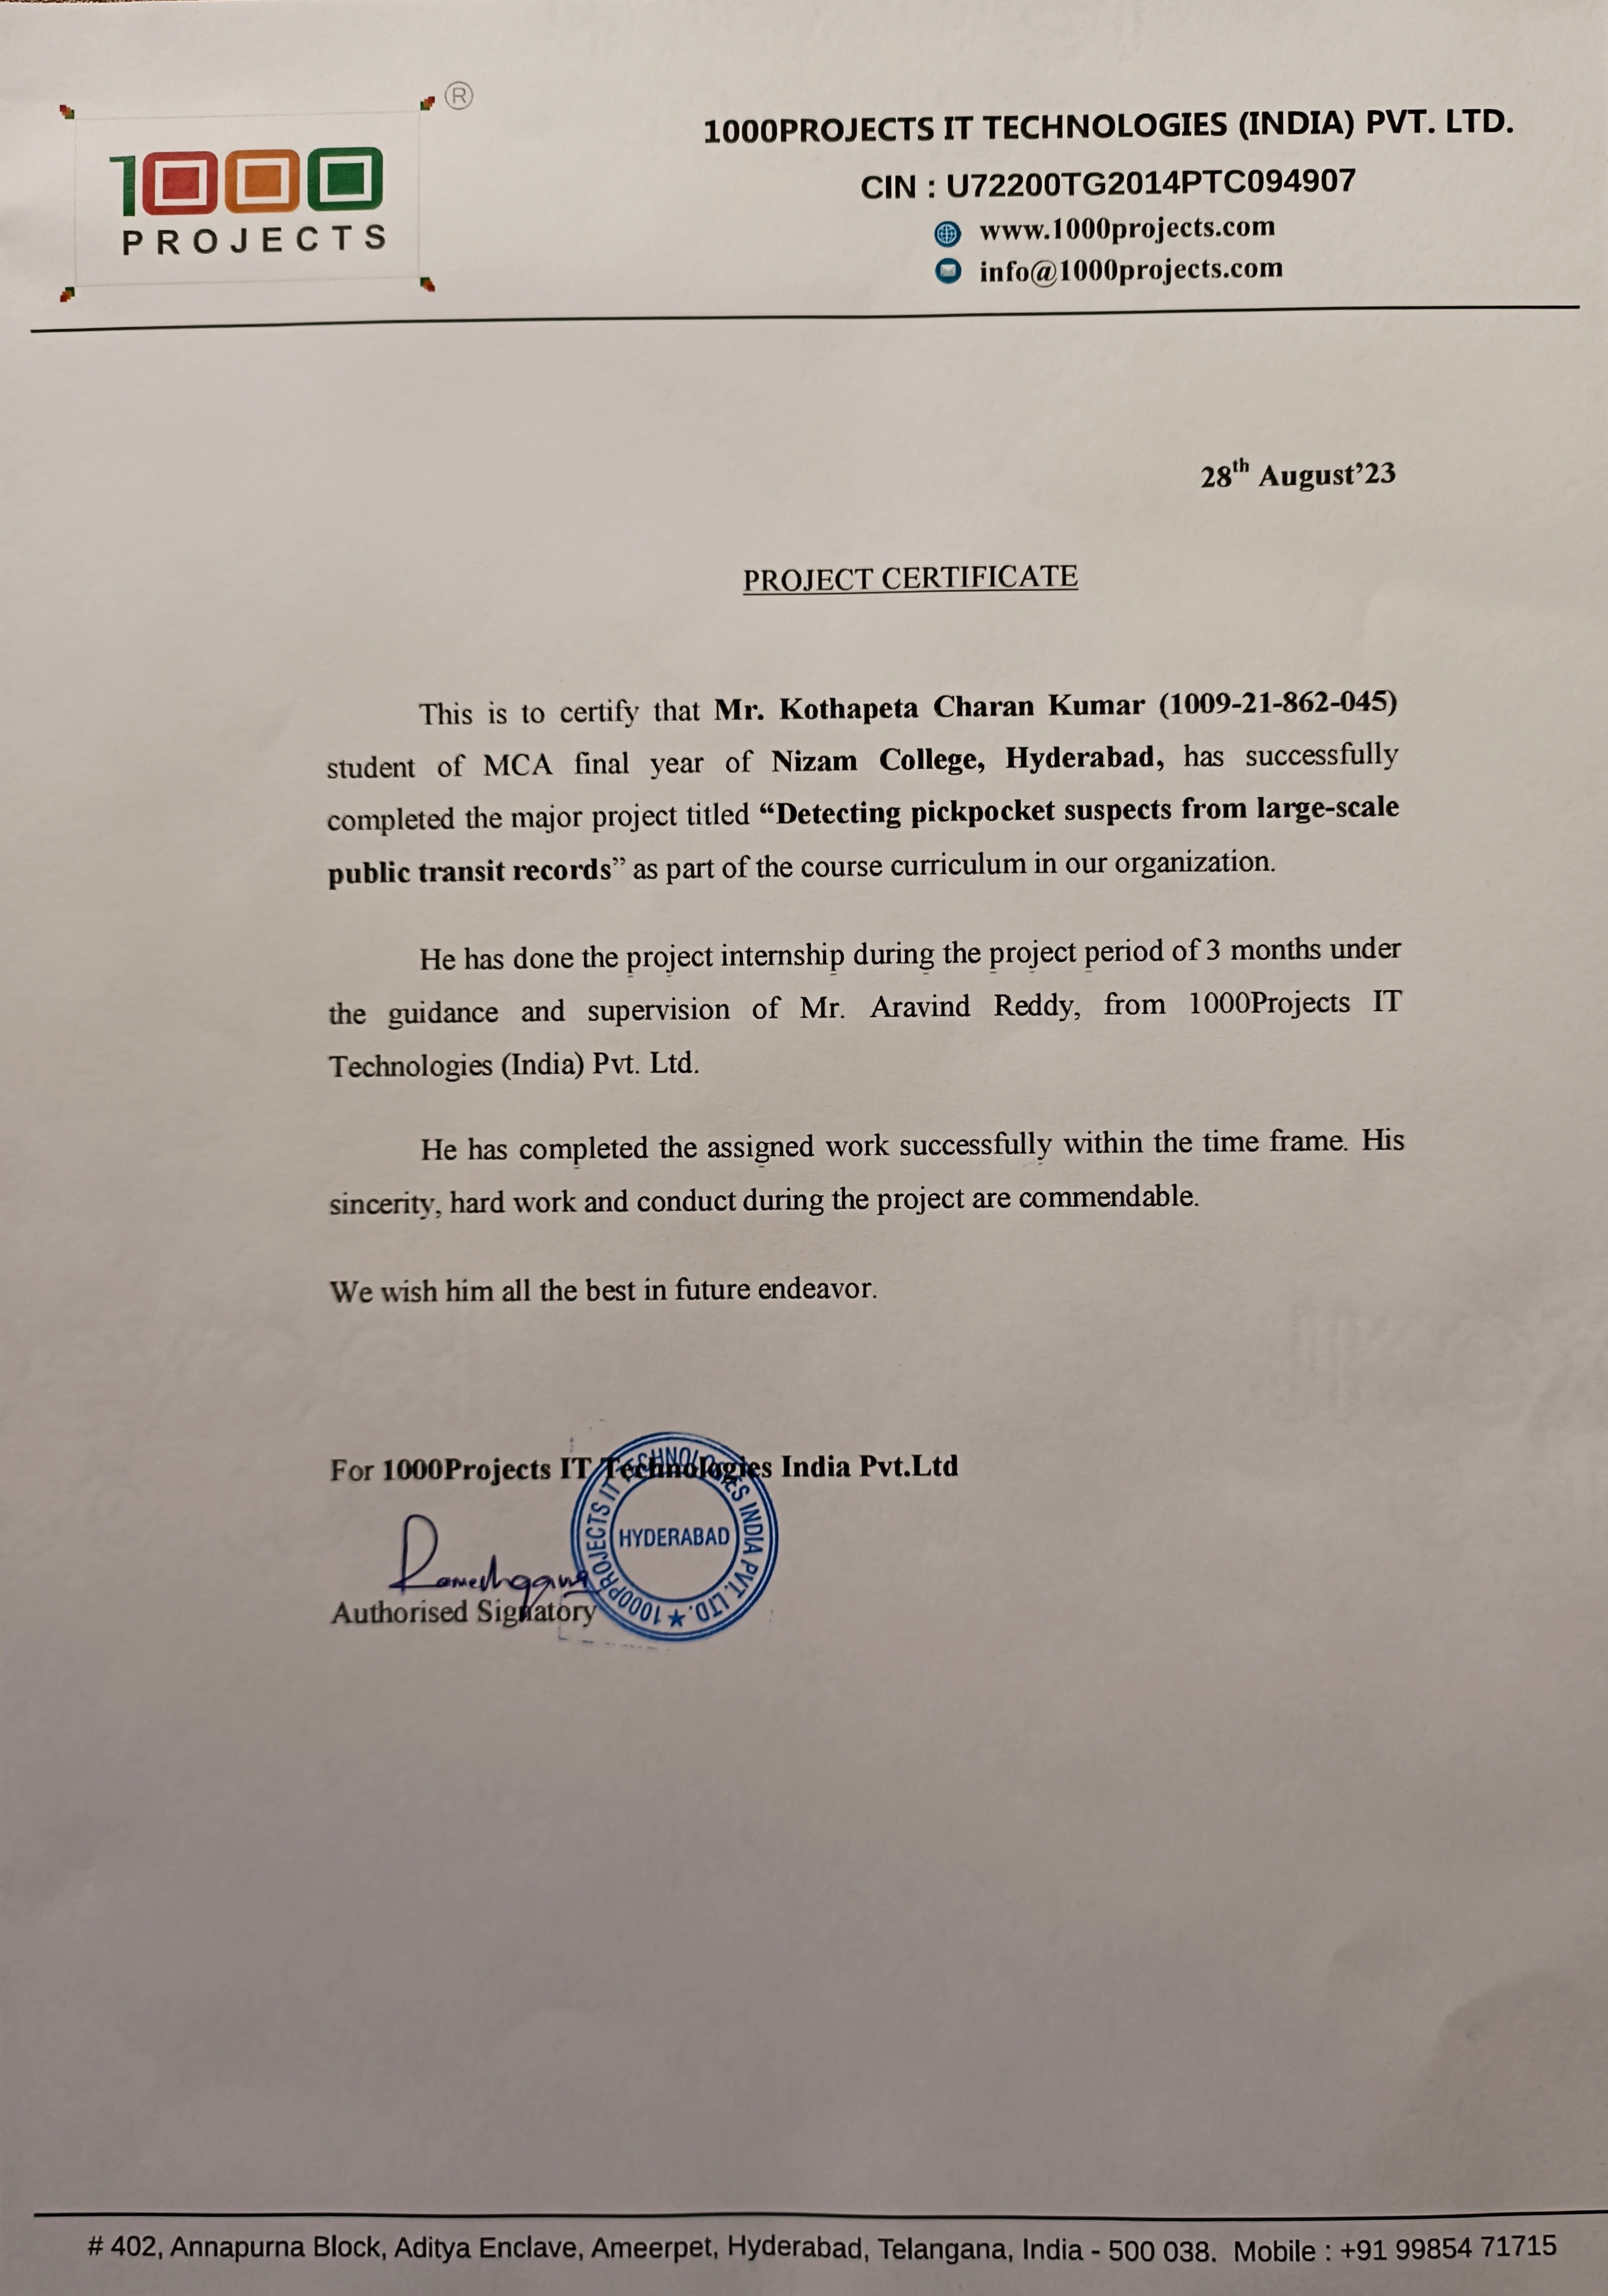 ®
1000
PROJECTS
1000PROJECTS IT TECHNOLOGIES (INDIA) PVT. LTD.
CIN : U72200TG2014PTC094907
www.1000projects.com
info@1000projects.com
28th August’23
PROJECT CERTIFICATE
This is to certify that Mr. Kothapeta Charan Kumar (1009-21-862-045)
student of MCA final year of Nizam College, Hyderabad, has successfully
completed the major project titled “Detecting pickpocket suspects from large-scale
public transit records” as part of the course curriculum in our organization.
He has done the project internship during the project period of 3 months under
the guidance and supervision of Mr. Aravind Reddy, from 1000Projects IT
Technologies (India) Pvt. Ltd.
He has completed the assigned work successfully within the time frame. His
sincerity, hard work and conduct during the project are commendable.
We wish him all the best in future endeavor.
For 1000Projects IT Technologies India Pvt.Ltd
1000PROJECTS IT TECHNOLOGIES INDIA PVT. LTD. ★
HYDERABAD
Authorised Signatory
# 402, Annapurna Block, Aditya Enclave, Ameerpet, Hyderabad, Telangana, India - 500 038. Mobile : +91 99854 71715